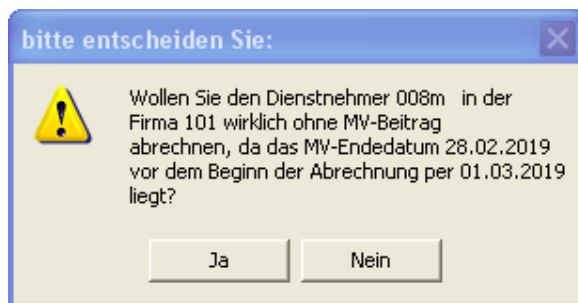 bitte entscheiden Sie:
Wollen Sie den Dienstnehmer 008m in der
Firma 101 wirklich ohne MV-Beitrag
abrechnen, da das MV-Endedatum 28.02.2019
vor dem Beginn der Abrechnung per 01.03.2019
liegt?
Ja
Nein